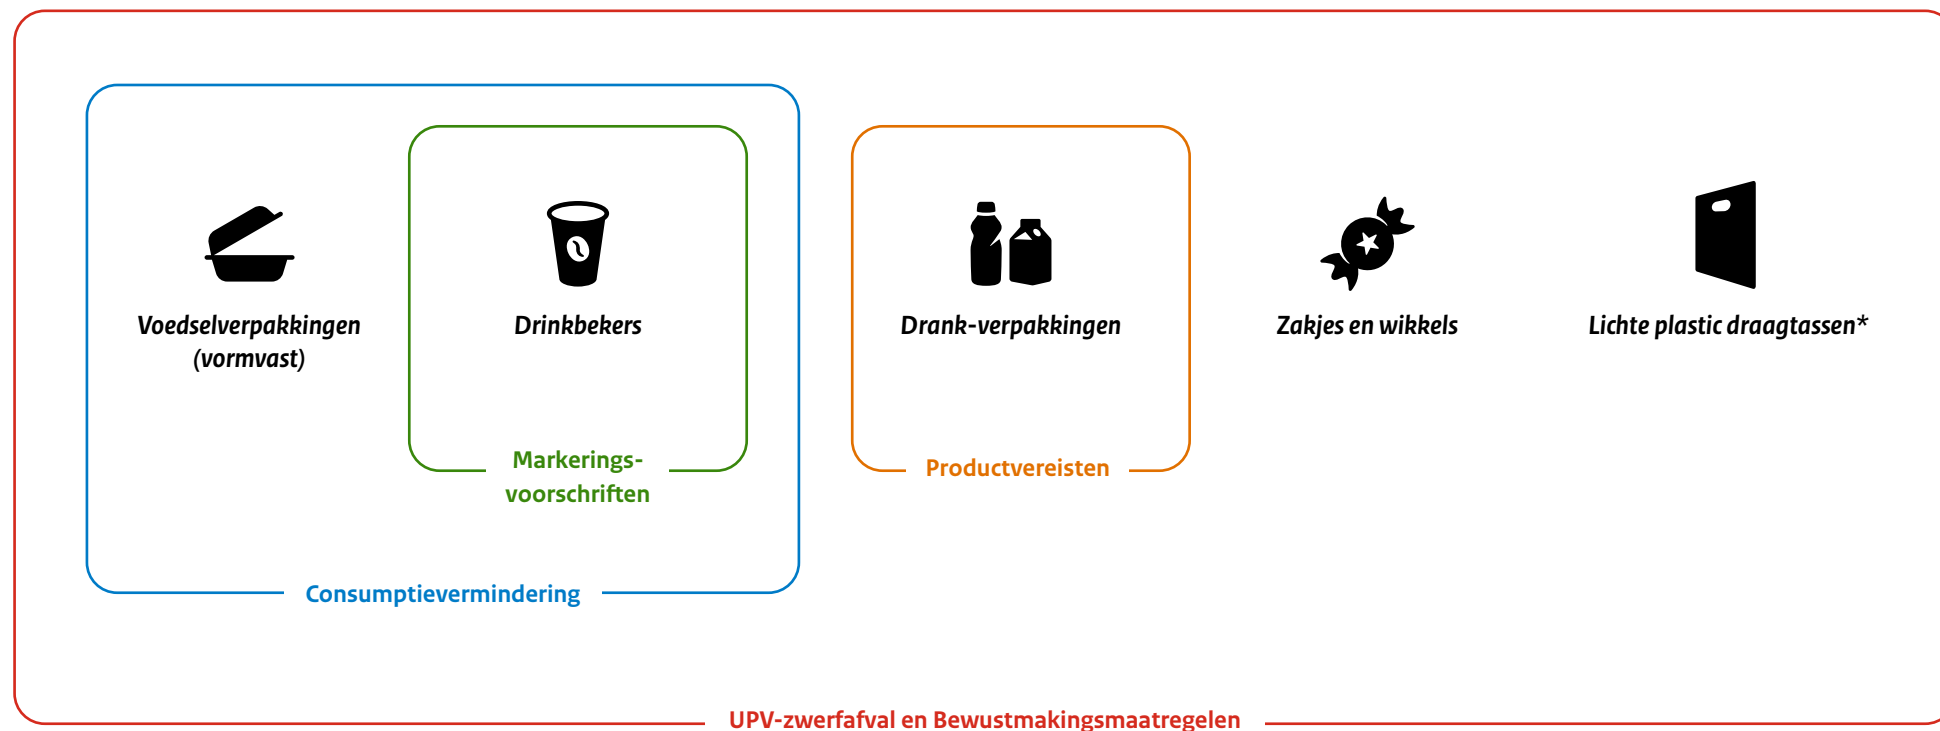 Voedselverpakkingen
(vormvast)
Drinkbekers
Drank-verpakkingen
Zakjes en wikkels
Lichte plastic draagtassen*
Markerings-
voorschriften
Productvereisten
Consumptievermindering
UPV-zwerfafval en Bewustmakingsmaatregelen